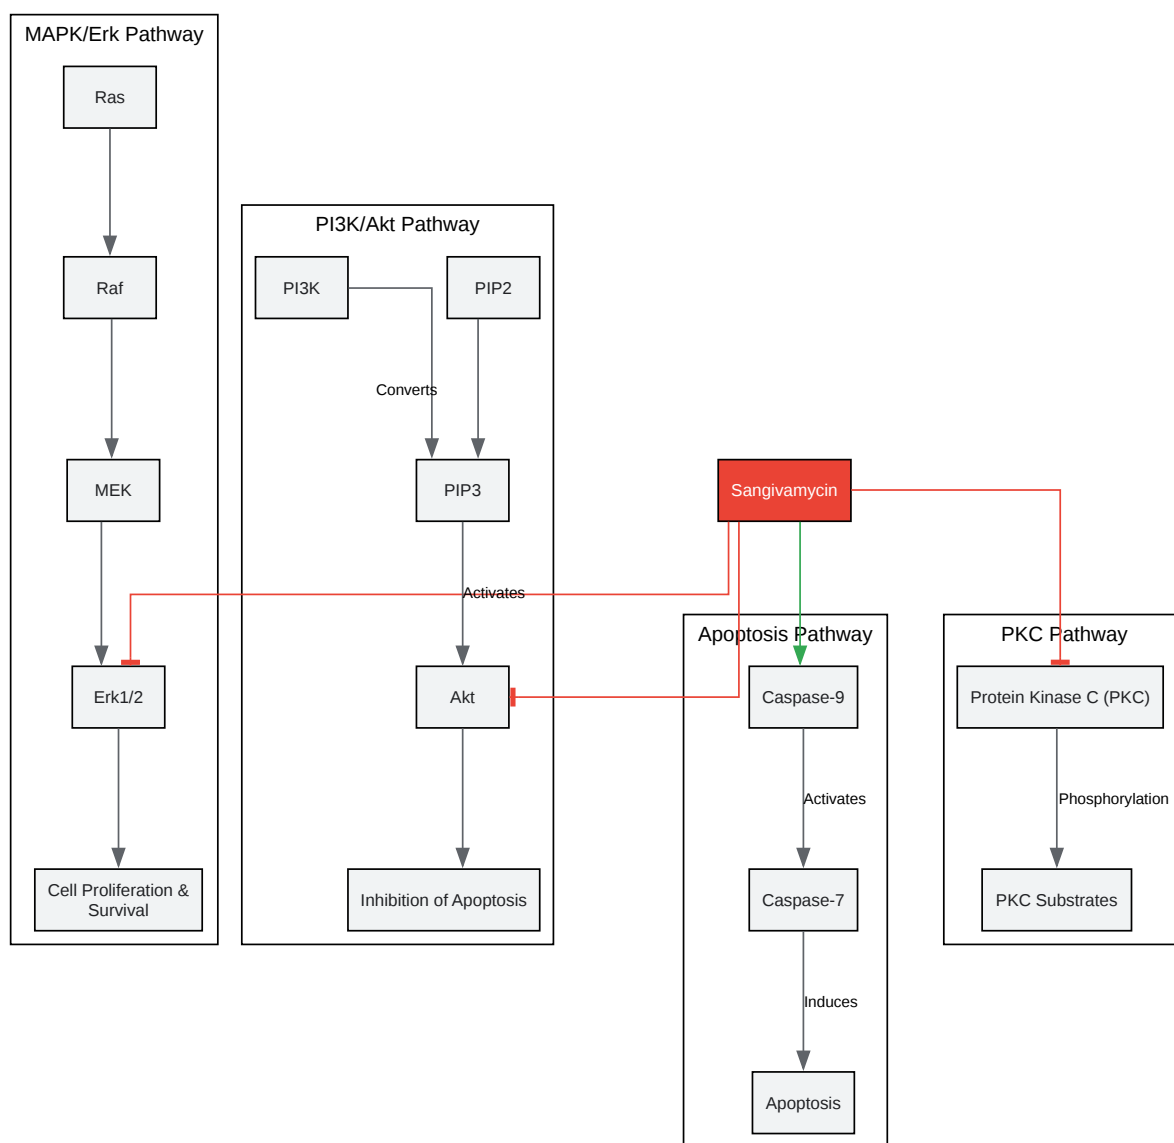 MAPK/Erk Pathway
Ras
Raf
MEK
Erk1/2
Cell Proliferation &
Survival
PI3K/Akt Pathway
PI3K
PIP2
Converts
PIP3
Activates
Akt
Inhibition of Apoptosis
Sangivamycin
Apoptosis Pathway
Caspase-9
Activates
Caspase-7
Induces
Apoptosis
PKC Pathway
Protein Kinase C (PKC)
Phosphorylation
PKC Substrates